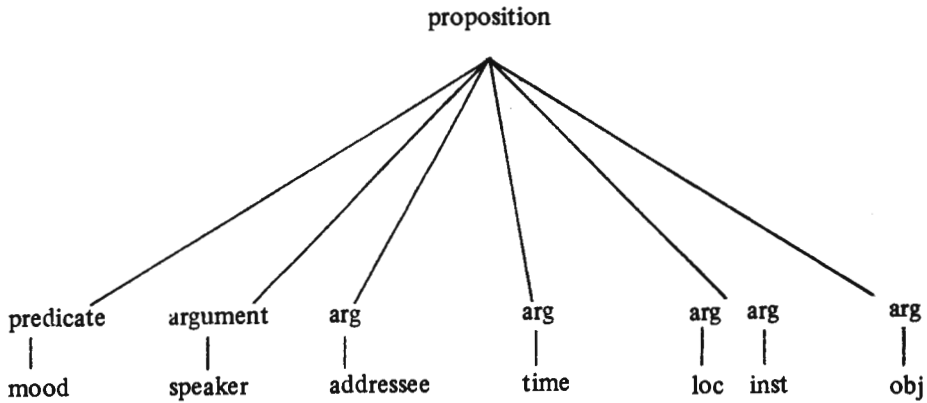 proposition
predicate argument arg arg arg arg arg
mood speaker addressee time loc inst obj